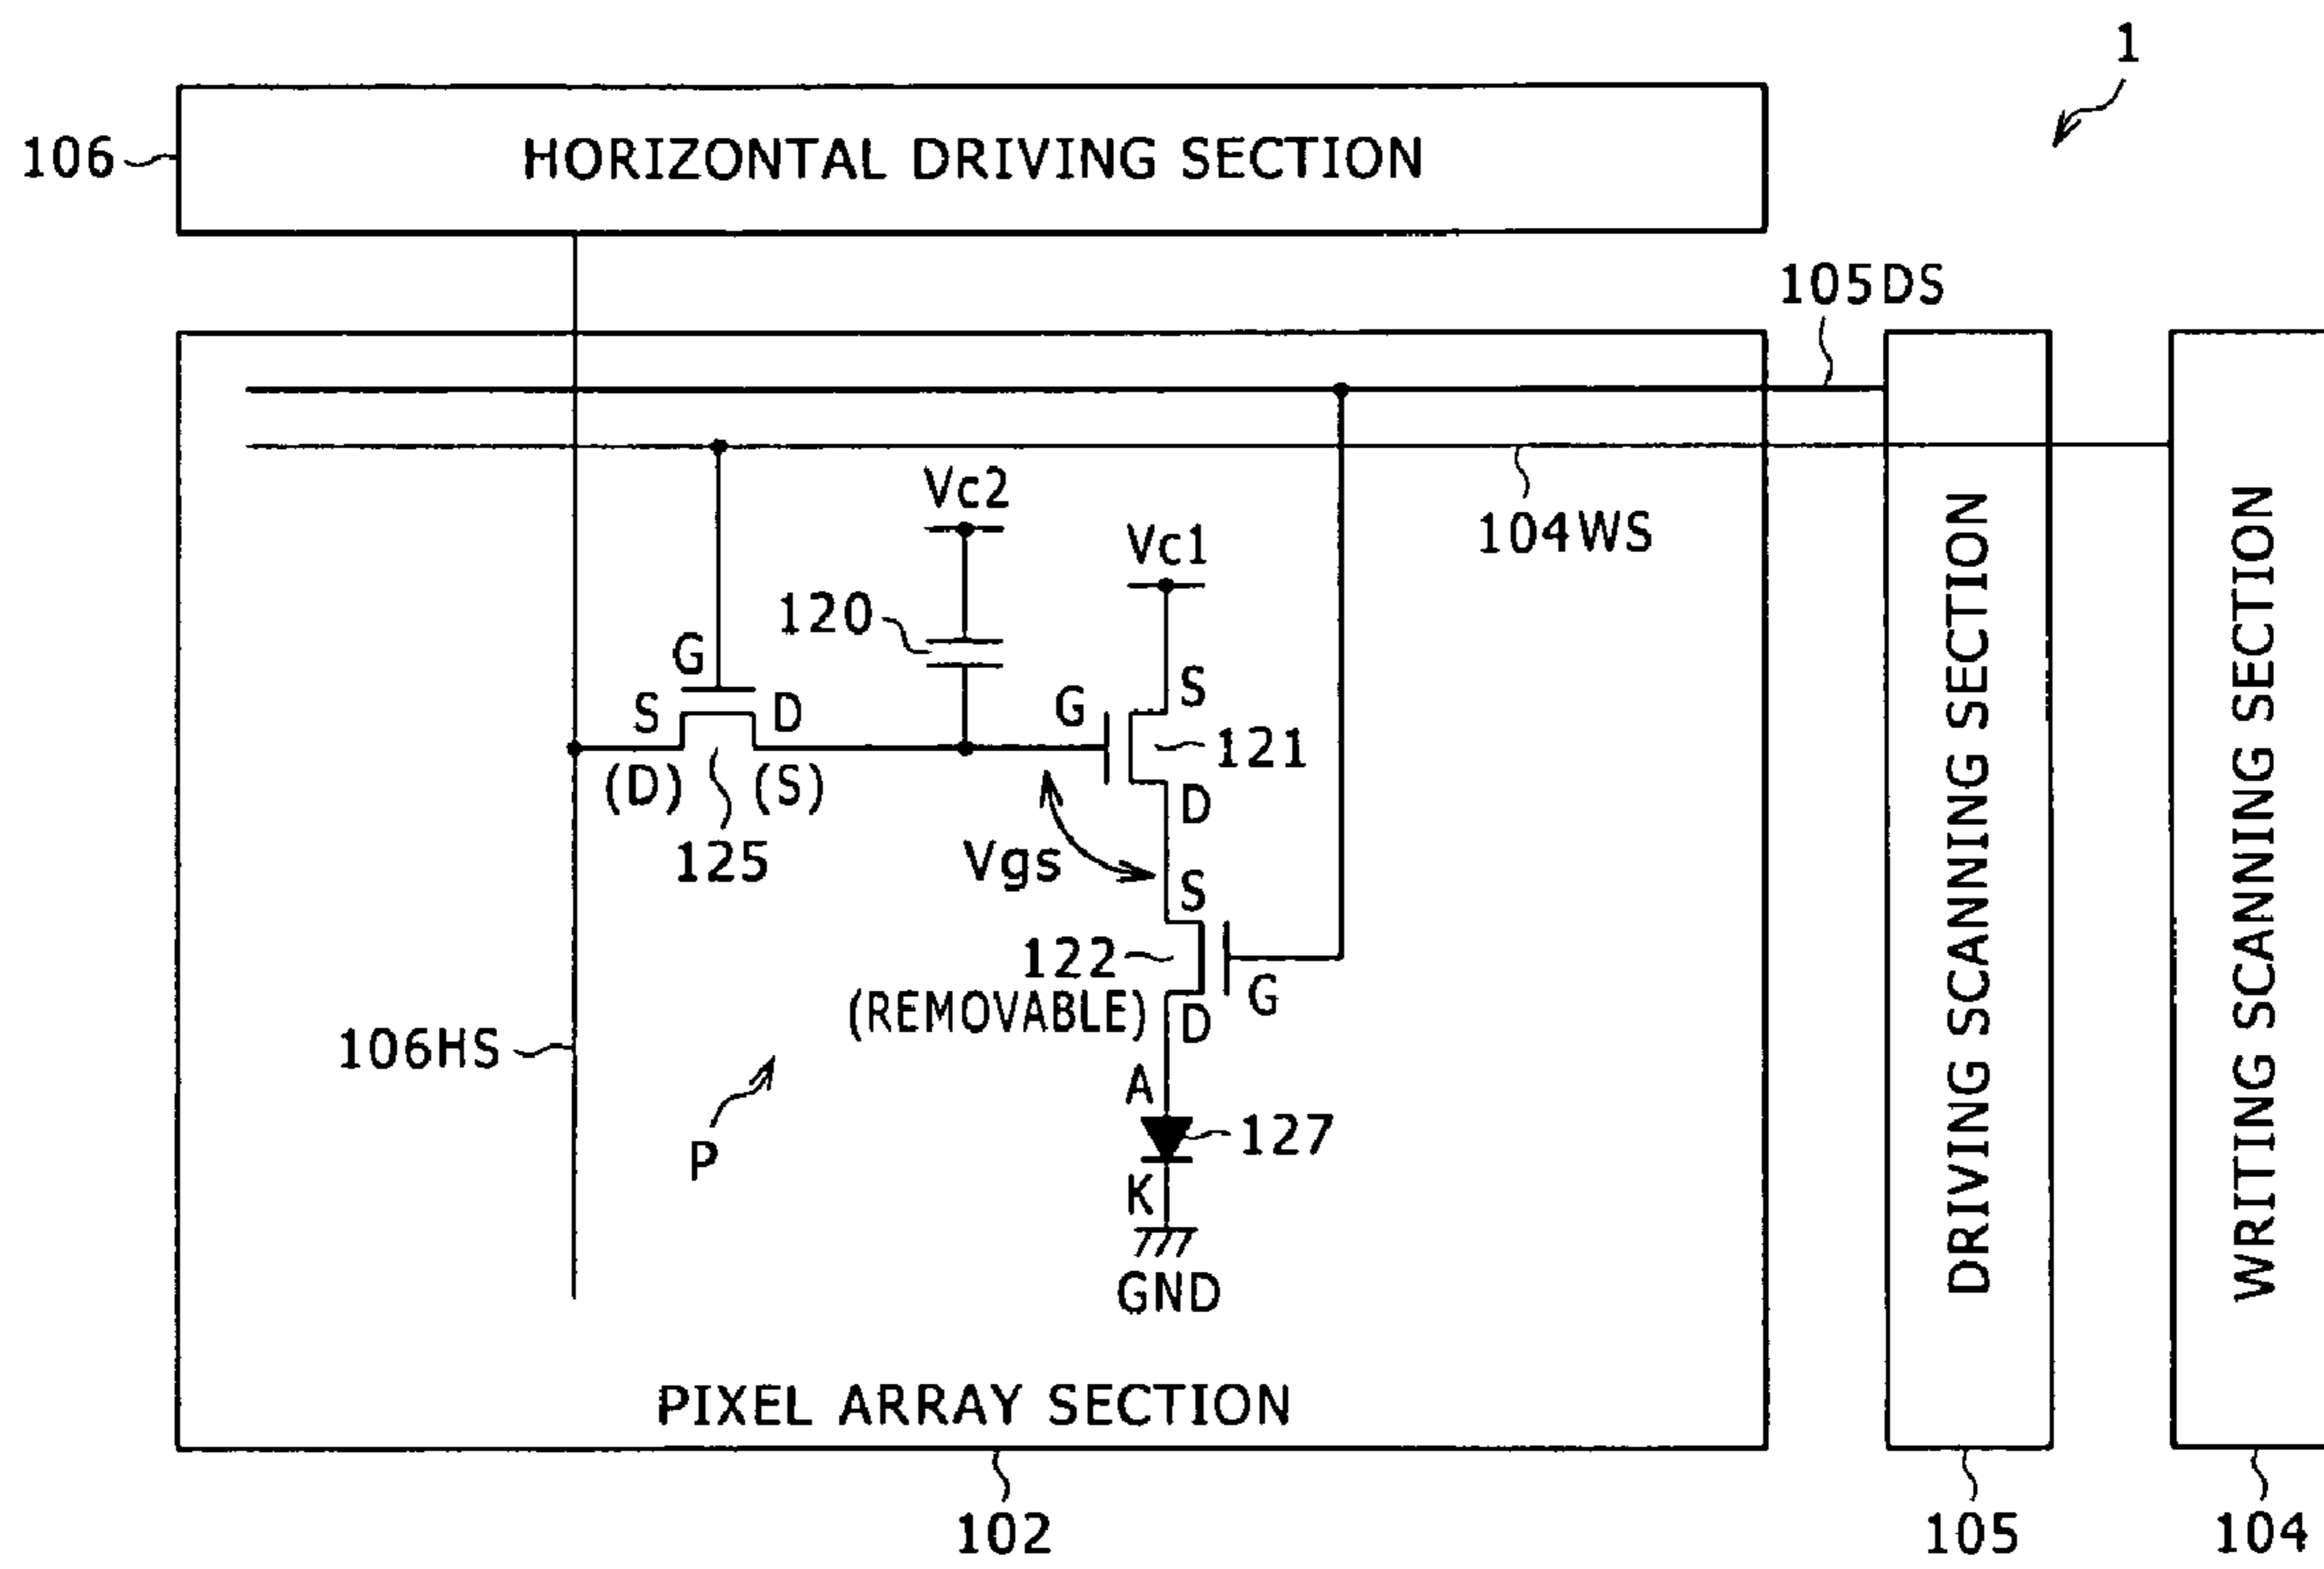 1
106
HORIZONTAL DRIVING SECTION
105DS
Vc2
104WS
Vc1
120
G
S
D
G
S
121
(D)
(S)
D
125
Vgs
S
122
G
(REMOVABLE)
D
106HS
A
127
P
K
GND
DRIVING SCANNING SECTION
WRITING SCANNING SECTION
PIXEL ARRAY SECTION
102
105
104